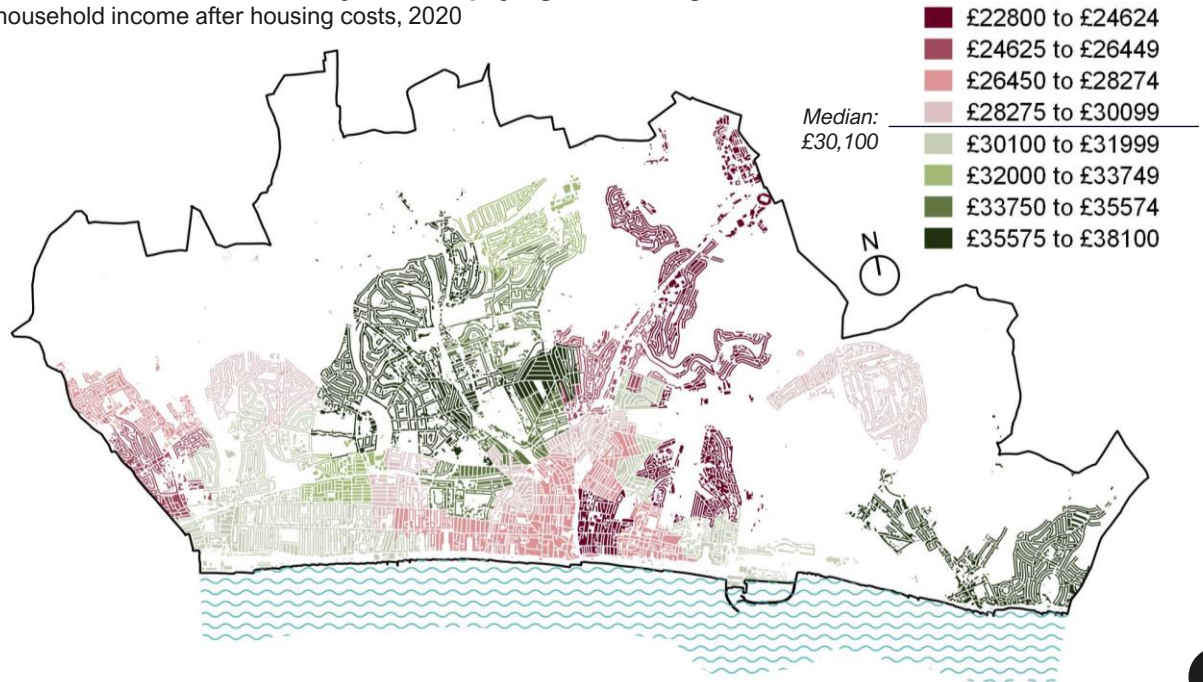 household income after housing costs, 2020
£22800 to £24624
£24625 to £26449
£26450 to £28274
£28275 to £30099
Median:
£30,100
£30100 to £31999
£32000 to £33749
£33750 to £35574
£35575 to £38100
N